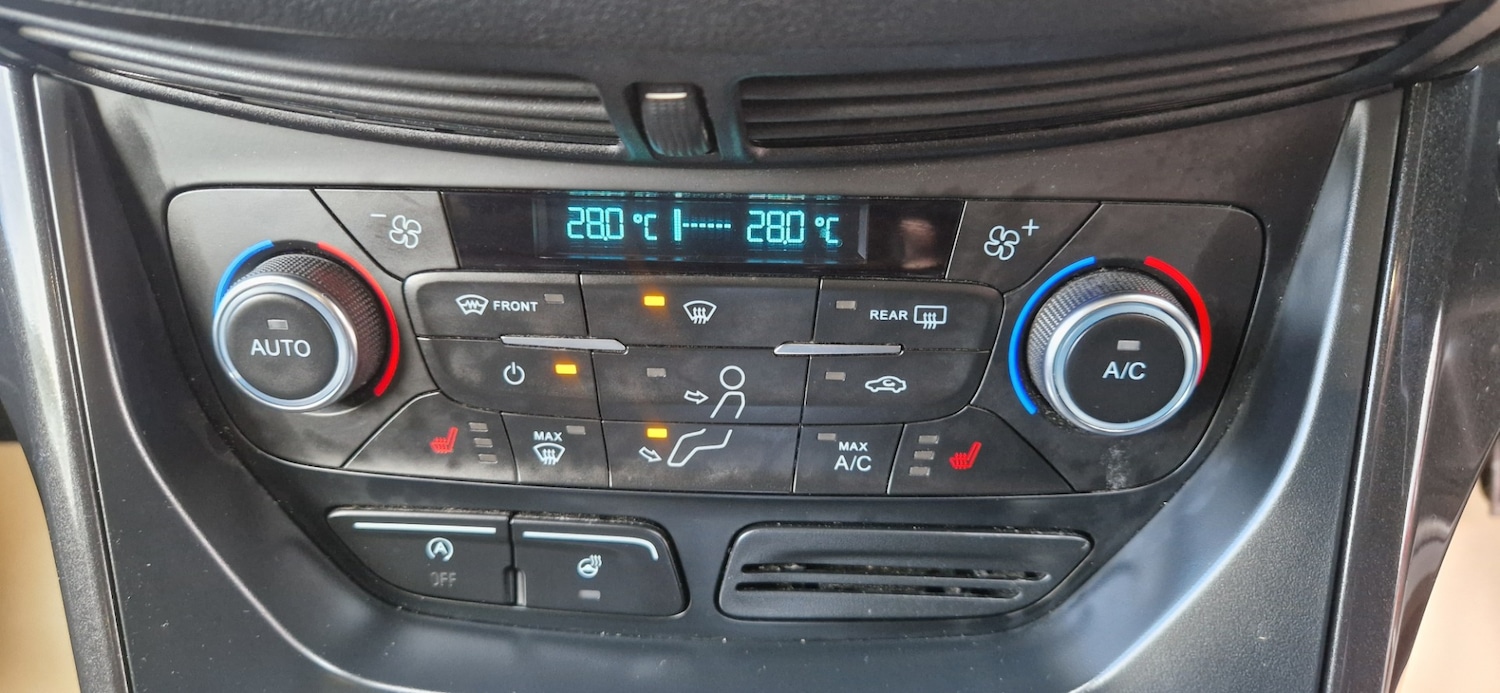 28.0 °C 28.0 °C
FRONT
REAR
AUTO
A/C
MAX
MAX
A/C
A
OFF